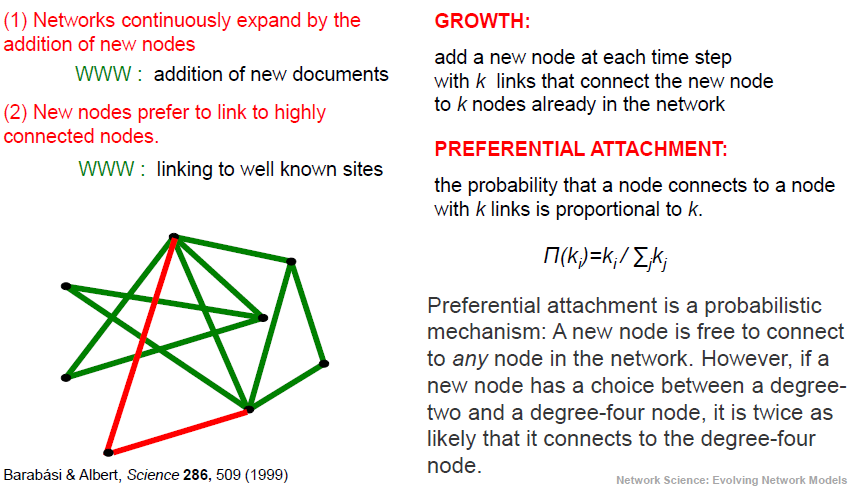 (1) Networks continuously expand by the
addition of new nodes
WWW : addition of new documents
(2) New nodes prefer to link to highly
connected nodes.
WWW : linking to well known sites
Barabási & Albert, Science 286, 509 (1999)
GROWTH:
add a new node at each time step
with k links that connect the new node
to k nodes already in the network
PREFERENTIAL ATTACHMENT:
the probability that a node connects to a node
with k links is proportional to k.
Π(ki)=ki / ∑jkj
Preferential attachment is a probabilistic
mechanism: A new node is free to connect
to any node in the network. However, if a
new node has a choice between a degree-
two and a degree-four node, it is twice as
likely that it connects to the degree-four
node.
Network Science: Evolving Network Models